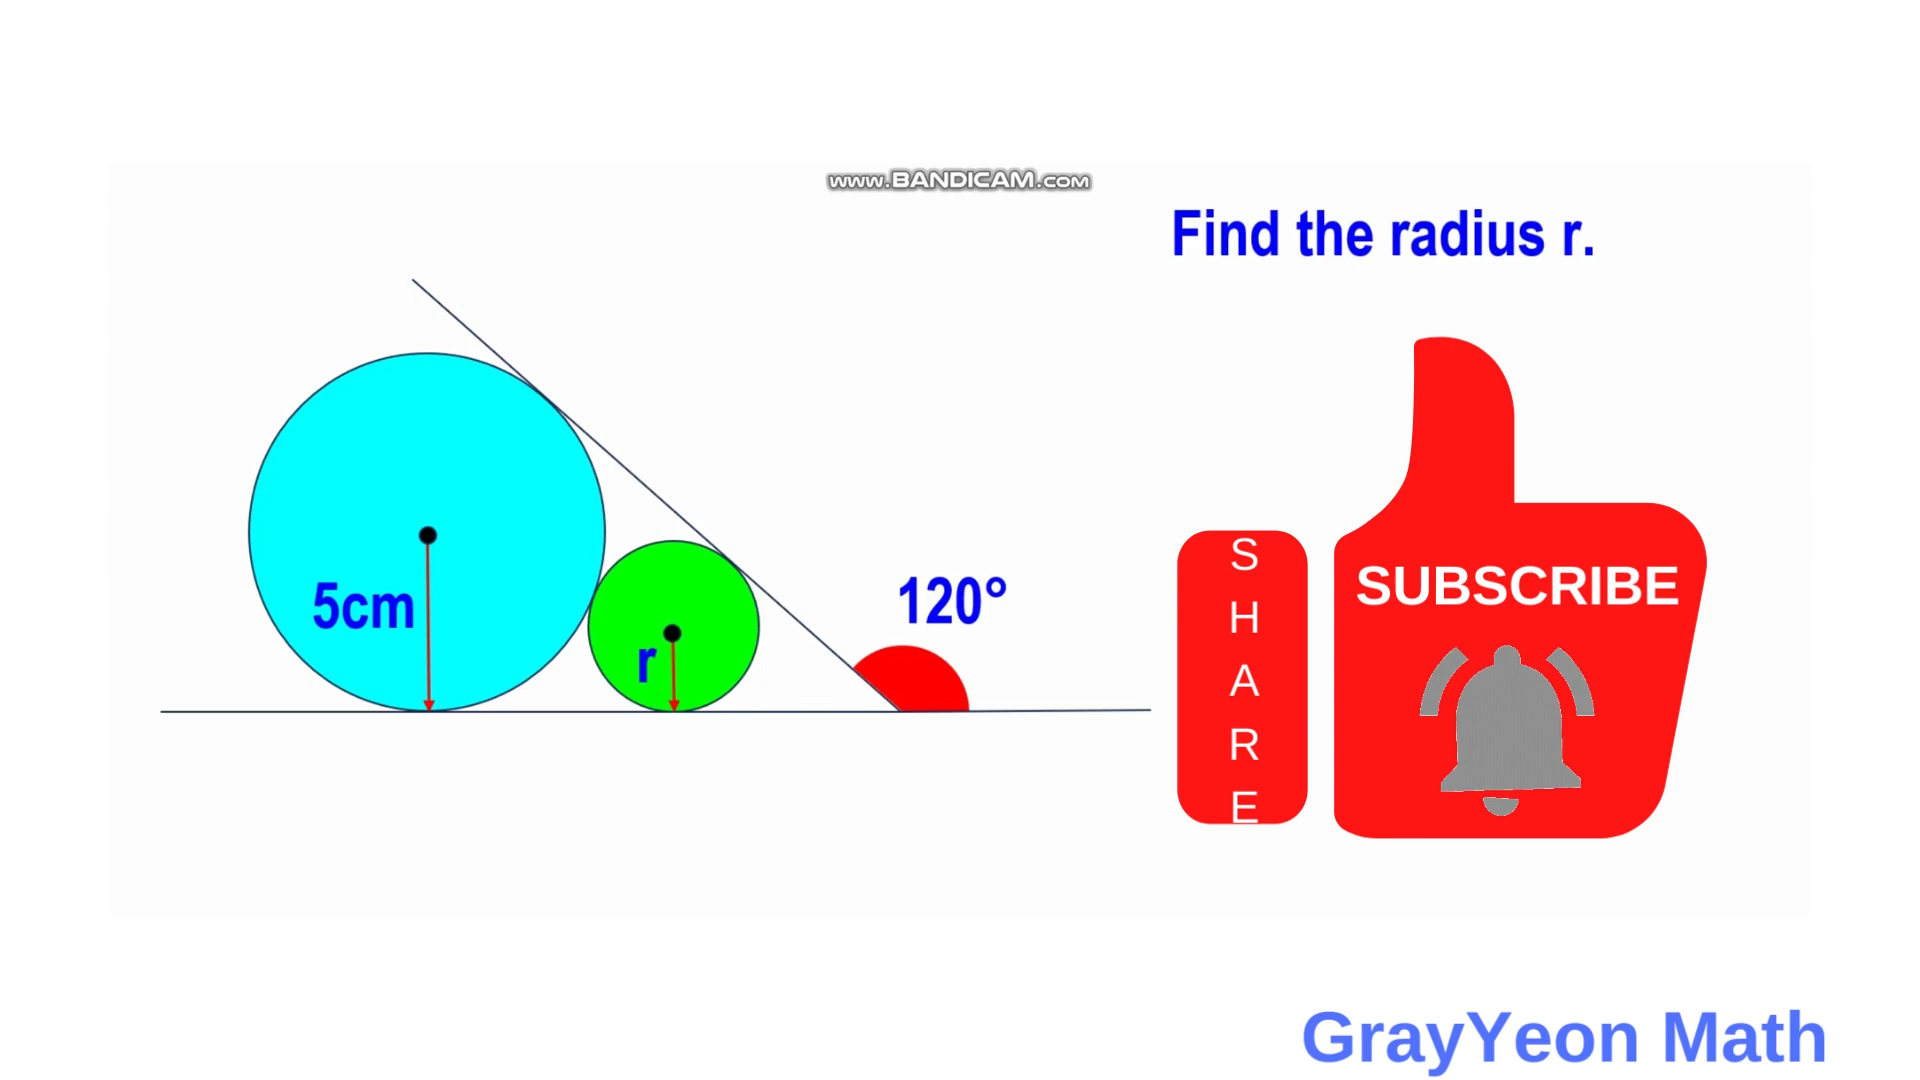 www.BANDICAM.com
Find the radius r.
5cm
r
120°
S
H
A
R
E
SUBSCRIBE
GrayYeon Math